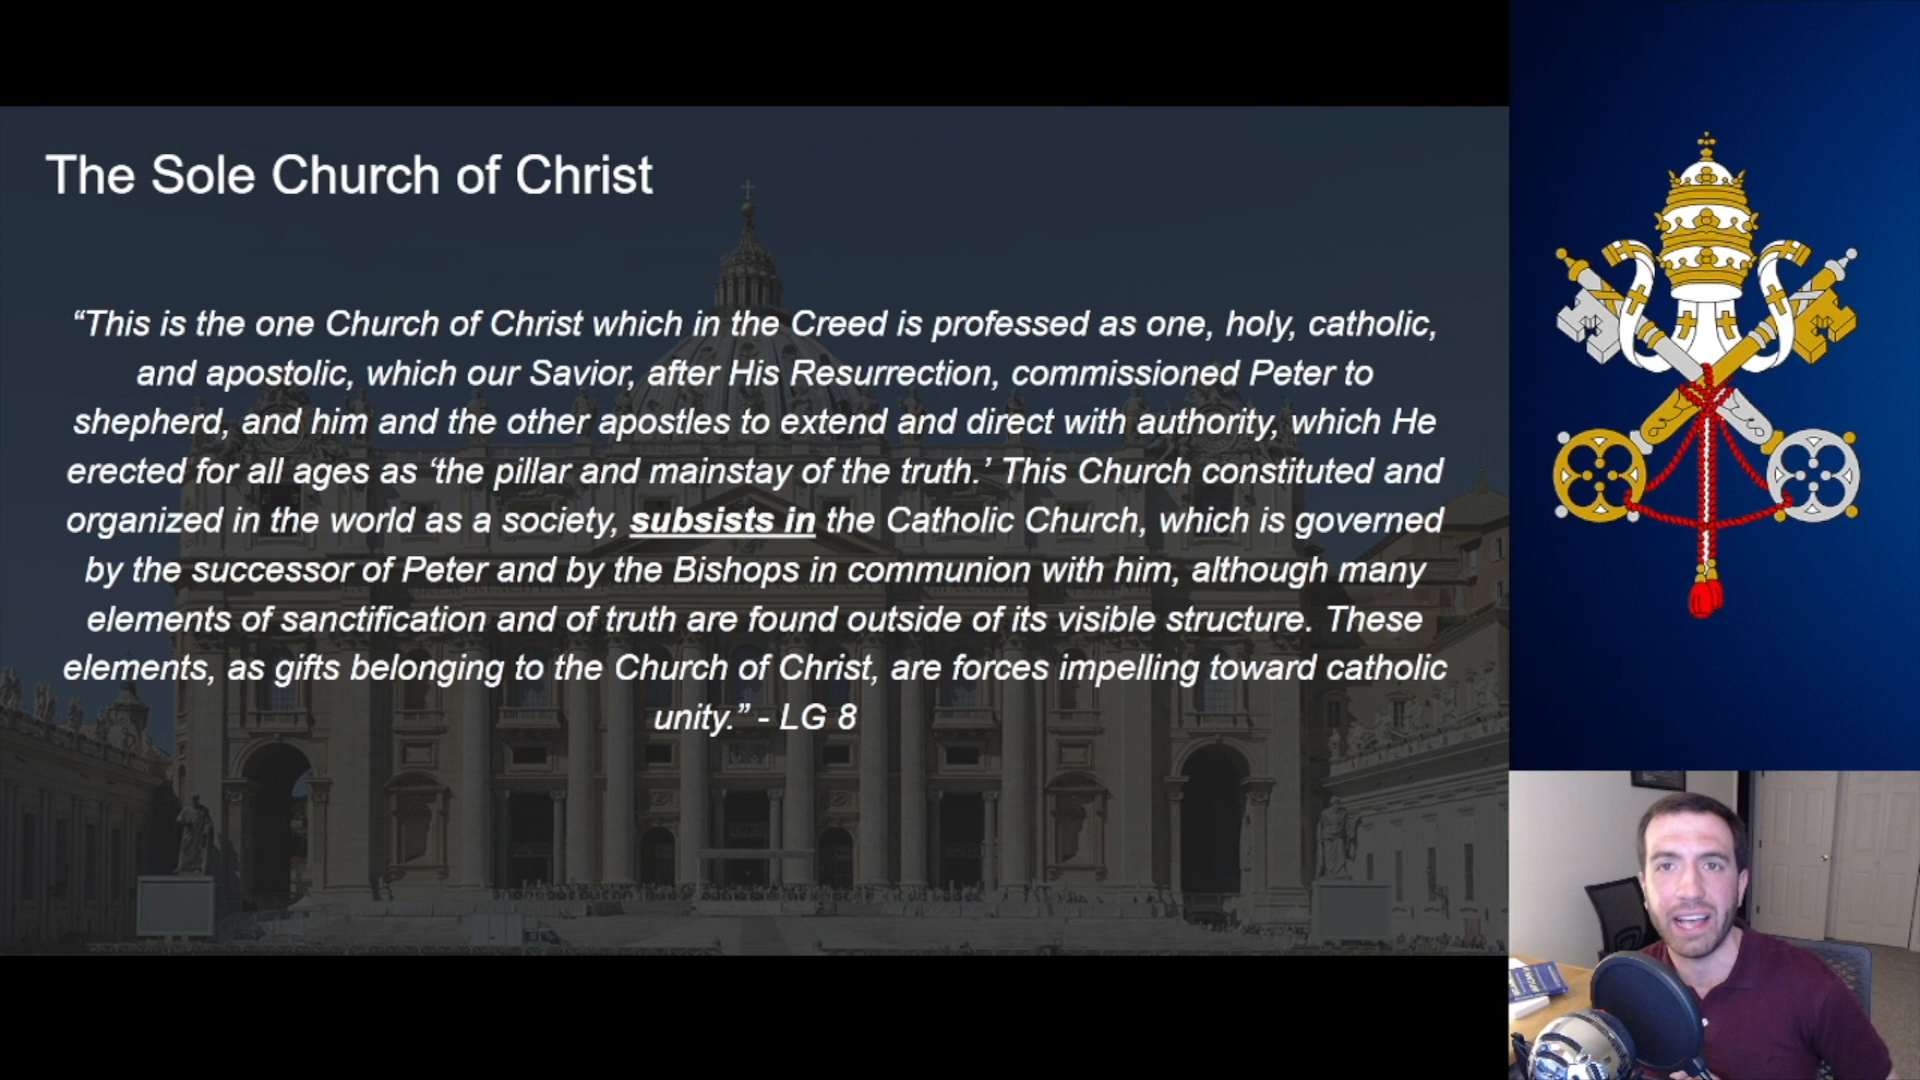 The Sole Church of Christ
“This is the one Church of Christ which in the Creed is professed as one, holy, catholic,
and apostolic, which our Savior, after His Resurrection, commissioned Peter to
shepherd, and him and the other apostles to extend and direct with authority, which He
erected for all ages as ‘the pillar and mainstay of the truth.’ This Church constituted and
organized in the world as a society, subsists in the Catholic Church, which is governed
by the successor of Peter and by the Bishops in communion with him, although many
elements of sanctification and of truth are found outside of its visible structure. These
elements, as gifts belonging to the Church of Christ, are forces impelling toward catholic
unity.” - LG 8